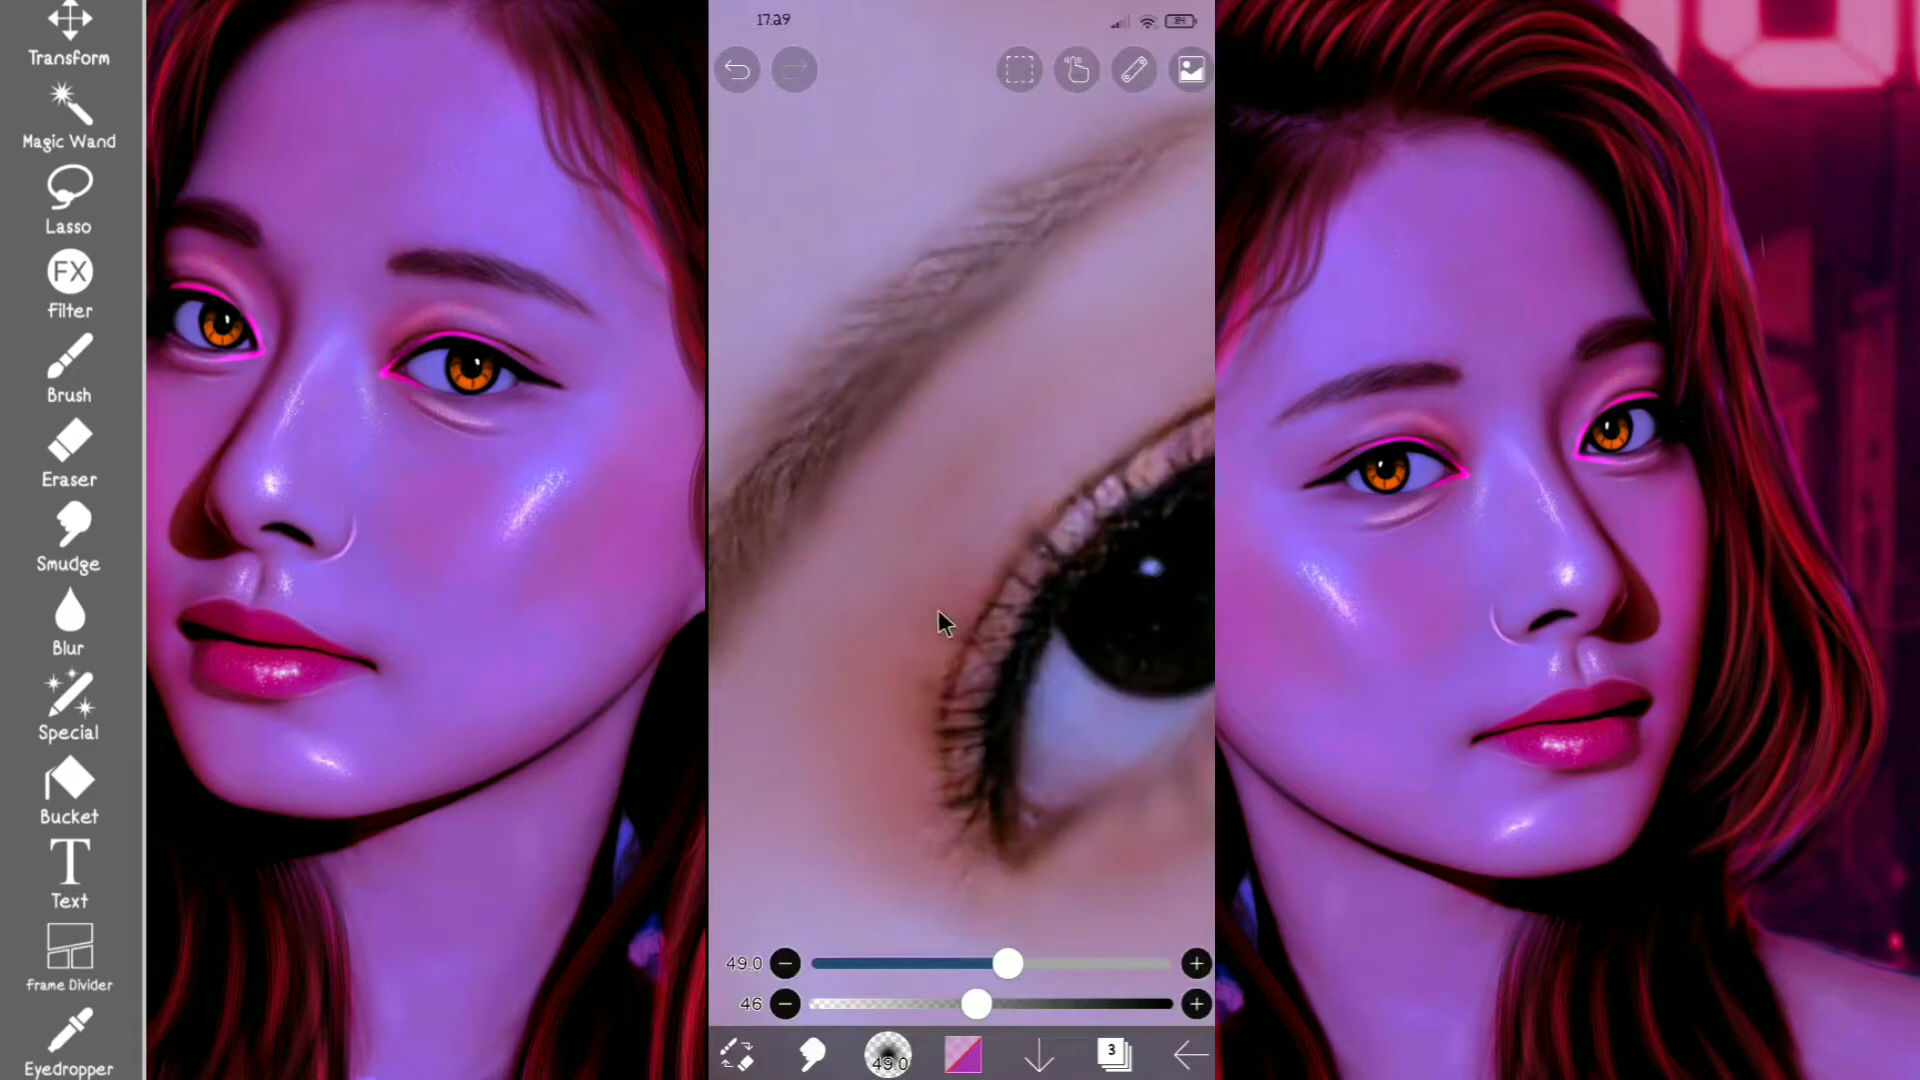 Transform
Magic Wand
Lasso
FX
Filter
Brush
Eraser
Smudge
Blur
Special
Bucket
T
Text
Frame Divider
Eyedropper
17.29
84
49.0
46
49.0
3